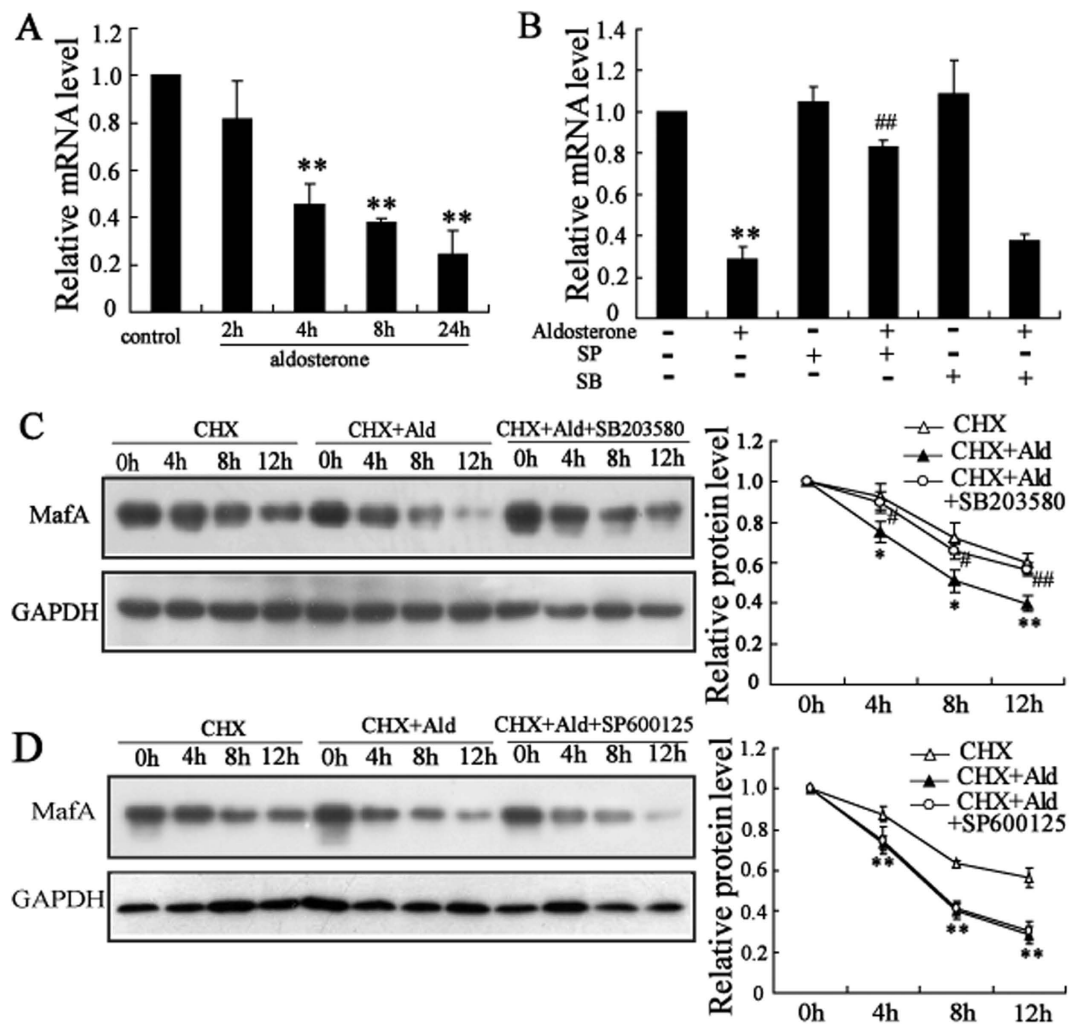 A
Relative mRNA level
1.2
1.0
0.8
0.6
0.4
0.2
0
** ** **
control 2h 4h 8h 24h
aldosterone
B
Relative mRNA level
1.4
1.2
1.0
0.8
0.6
0.4
0.2
0
** ##
Aldosterone - + - + - +
SP - - + + - -
SB - - - - + +
C
CHX CHX+Ald CHX+Ald+SB203580
0h 4h 8h 12h 0h 4h 8h 12h 0h 4h 8h 12h
MafA
GAPDH
Relative protein level
1.2
1.0
0.8
0.6
0.4
0.2
0
CHX
CHX+Ald
CHX+Ald
+SB203580
# # ##
* * **
0h 4h 8h 12h
D
CHX CHX+Ald CHX+Ald+SP600125
0h 4h 8h 12h 0h 4h 8h 12h 0h 4h 8h 12h
MafA
GAPDH
Relative protein level
1.2
1.0
0.8
0.6
0.4
0.2
0
CHX
CHX+Ald
CHX+Ald
+SP600125
** ** **
0h 4h 8h 12h